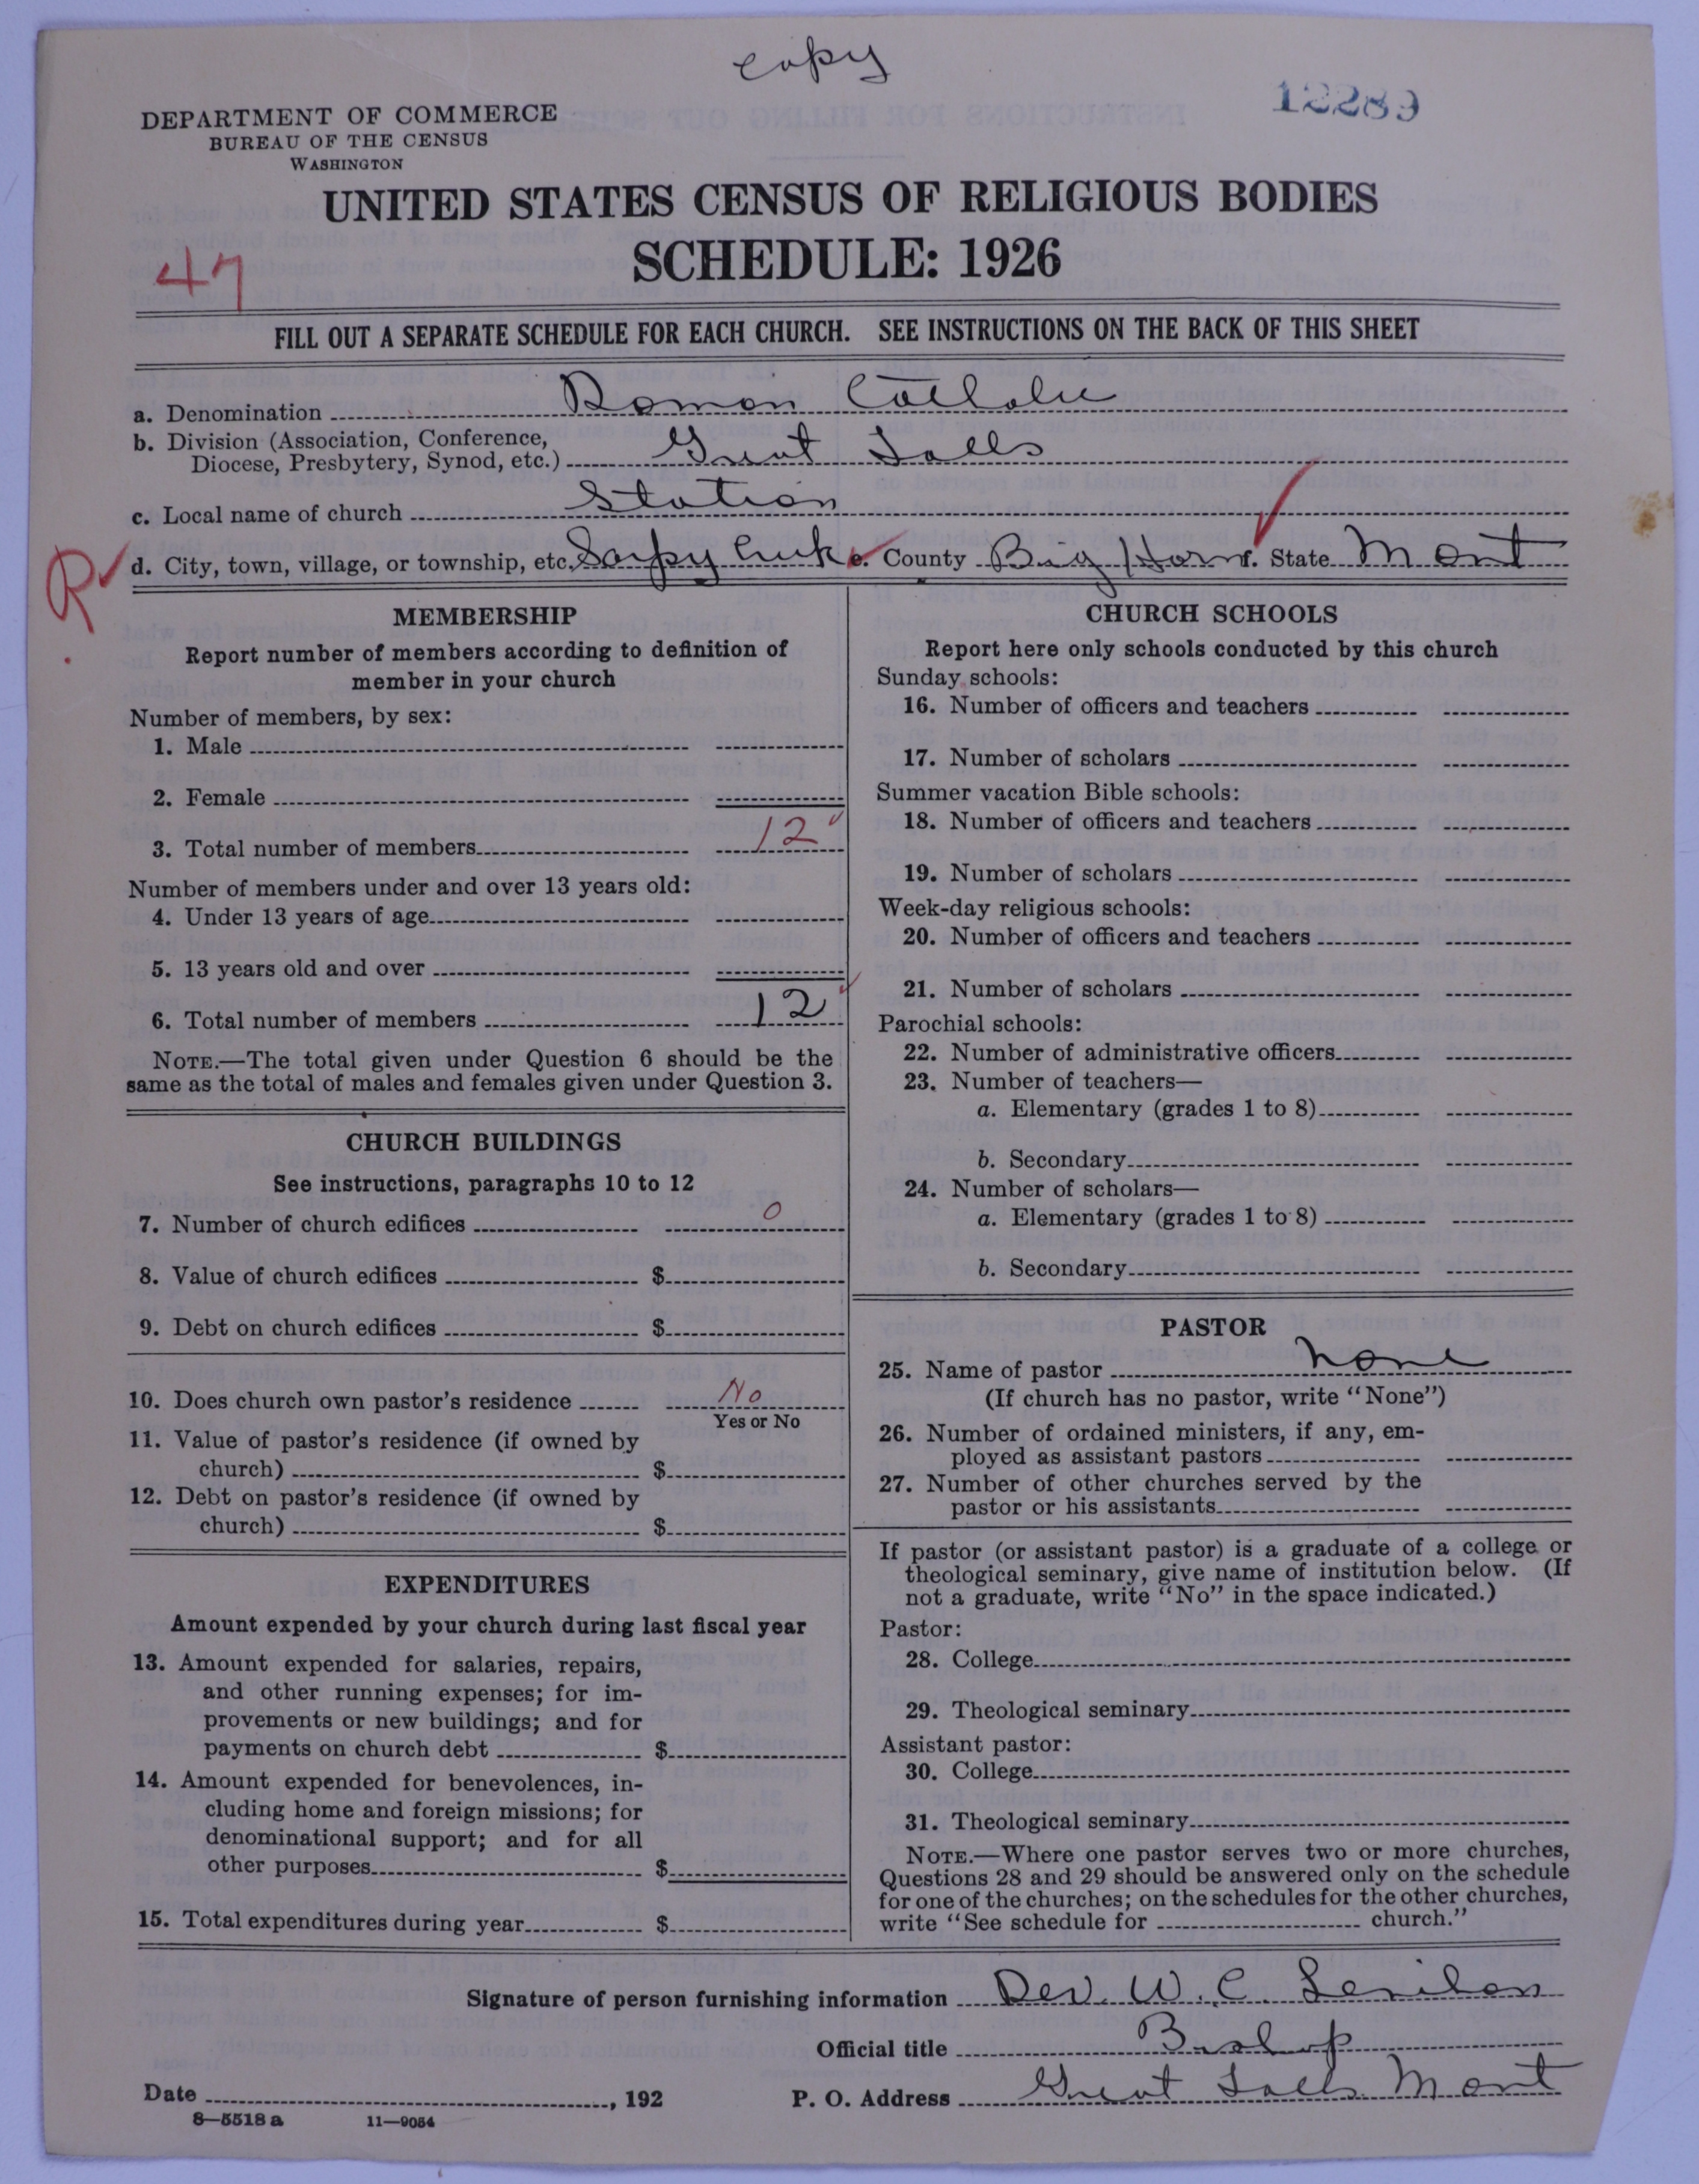 copy
12289
DEPARTMENT OF COMMERCE
BUREAU OF THE CENSUS
WASHINGTON
UNITED STATES CENSUS OF RELIGIOUS BODIES
SCHEDULE: 1926
47
FILL OUT A SEPARATE SCHEDULE FOR EACH CHURCH. SEE INSTRUCTIONS ON THE BACK OF THIS SHEET
a. Denomination Roman Catholic
b. Division (Association, Conference,
Diocese, Presbytery, Synod, etc.) Great Falls
c. Local name of church Station
R d. City, town, village, or township, etc. Sarpy Creek e. County Big Horn f. State Mont
MEMBERSHIP
Report number of members according to definition of
member in your church
Number of members, by sex:
1. Male
2. Female
3. Total number of members 12
Number of members under and over 13 years old:
4. Under 13 years of age
5. 13 years old and over
6. Total number of members 12
NOTE.—The total given under Question 6 should be the
same as the total of males and females given under Question 3.
CHURCH BUILDINGS
See instructions, paragraphs 10 to 12
7. Number of church edifices 0
8. Value of church edifices $
9. Debt on church edifices $
10. Does church own pastor's residence No
Yes or No
11. Value of pastor's residence (if owned by
church) $
12. Debt on pastor's residence (if owned by
church) $
EXPENDITURES
Amount expended by your church during last fiscal year
13. Amount expended for salaries, repairs,
and other running expenses; for im-
provements or new buildings; and for
payments on church debt $
14. Amount expended for benevolences, in-
cluding home and foreign missions; for
denominational support; and for all
other purposes $
15. Total expenditures during year $
CHURCH SCHOOLS
Report here only schools conducted by this church
Sunday schools:
16. Number of officers and teachers
17. Number of scholars
Summer vacation Bible schools:
18. Number of officers and teachers
19. Number of scholars
Week-day religious schools:
20. Number of officers and teachers
21. Number of scholars
Parochial schools:
22. Number of administrative officers
23. Number of teachers—
a. Elementary (grades 1 to 8)
b. Secondary
24. Number of scholars—
a. Elementary (grades 1 to 8)
b. Secondary
PASTOR
25. Name of pastor None
(If church has no pastor, write "None")
26. Number of ordained ministers, if any, em-
ployed as assistant pastors
27. Number of other churches served by the
pastor or his assistants
If pastor (or assistant pastor) is a graduate of a college or
theological seminary, give name of institution below. (If
not a graduate, write "No" in the space indicated.)
Pastor:
28. College
29. Theological seminary
Assistant pastor:
30. College
31. Theological seminary
NOTE.—Where one pastor serves two or more churches,
Questions 28 and 29 should be answered only on the schedule
for one of the churches; on the schedules for the other churches,
write "See schedule for church."
Signature of person furnishing information Rev. W. C. Lenihan
Official title Bishop
Date , 192 P. O. Address Great Falls Mont
8—5518 a 11—9054